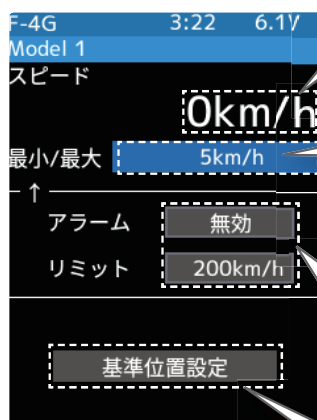 F-4G 3:22 6.1V
Model 1
スピード
0km/h
最小/最大 5km/h
↑
アラーム 無効
リミット 200km/h
基準位置設定